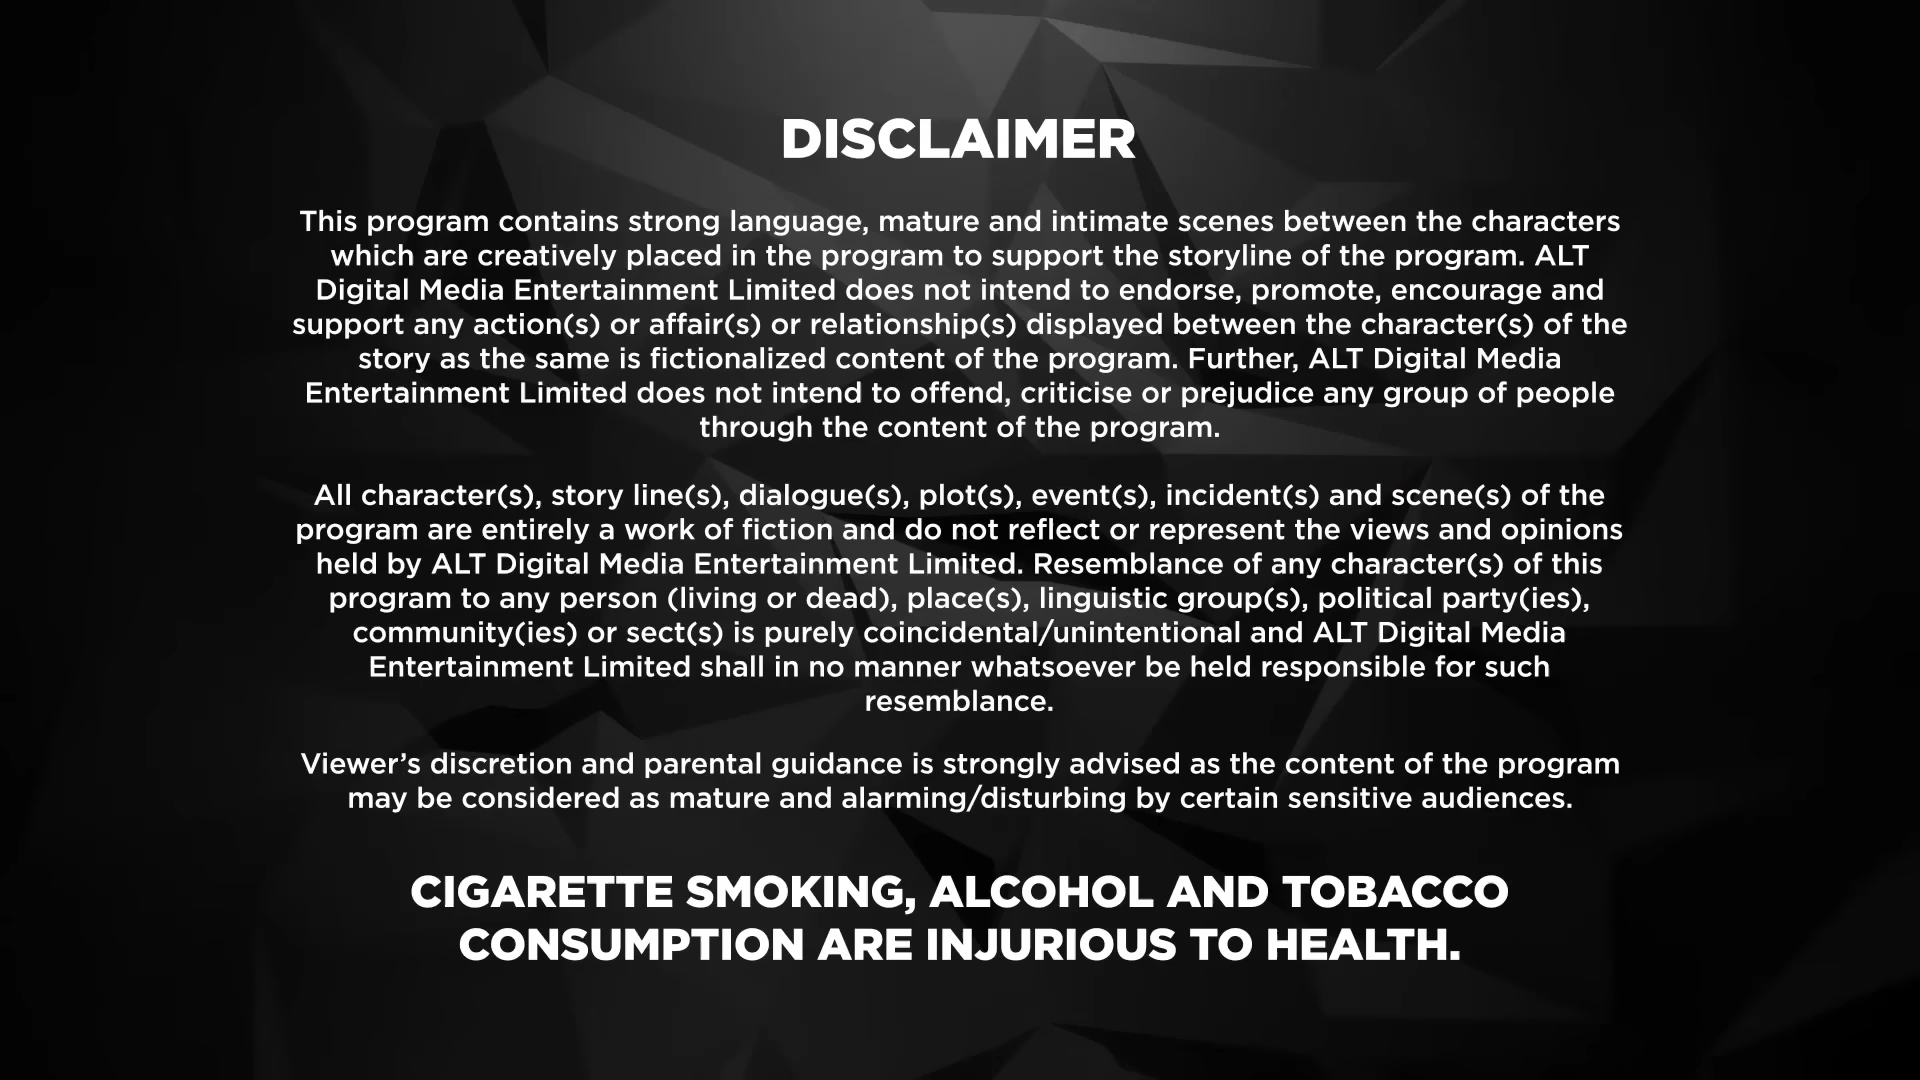 DISCLAIMER
This program contains strong language, mature and intimate scenes between the characters
which are creatively placed in the program to support the storyline of the program. ALT
Digital Media Entertainment Limited does not intend to endorse, promote, encourage and
support any action(s) or affair(s) or relationship(s) displayed between the character(s) of the
story as the same is fictionalized content of the program. Further, ALT Digital Media
Entertainment Limited does not intend to offend, criticise or prejudice any group of people
through the content of the program.
All character(s), story line(s), dialogue(s), plot(s), event(s), incident(s) and scene(s) of the
program are entirely a work of fiction and do not reflect or represent the views and opinions
held by ALT Digital Media Entertainment Limited. Resemblance of any character(s) of this
program to any person (living or dead), place(s), linguistic group(s), political party(ies),
community(ies) or sect(s) is purely coincidental/unintentional and ALT Digital Media
Entertainment Limited shall in no manner whatsoever be held responsible for such
resemblance.
Viewer’s discretion and parental guidance is strongly advised as the content of the program
may be considered as mature and alarming/disturbing by certain sensitive audiences.
CIGARETTE SMOKING, ALCOHOL AND TOBACCO
CONSUMPTION ARE INJURIOUS TO HEALTH.